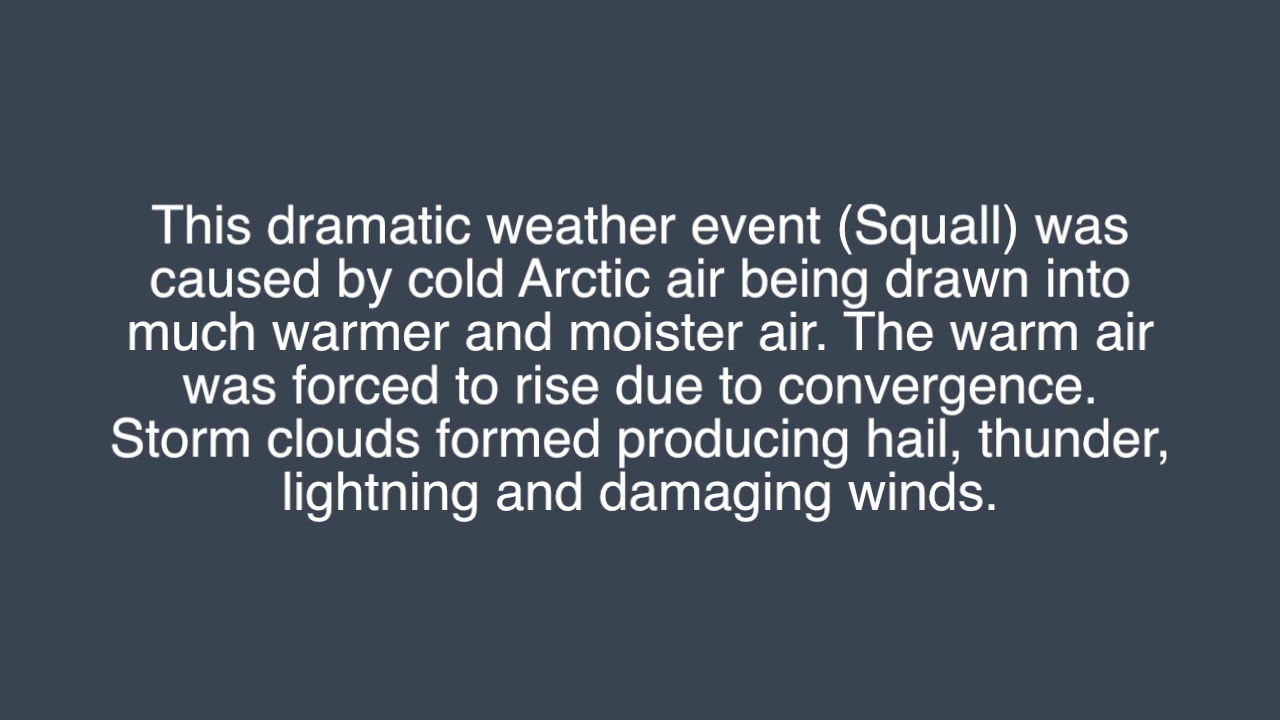 This dramatic weather event (Squall) was
caused by cold Arctic air being drawn into
much warmer and moister air. The warm air
was forced to rise due to convergence.
Storm clouds formed producing hail, thunder,
lightning and damaging winds.